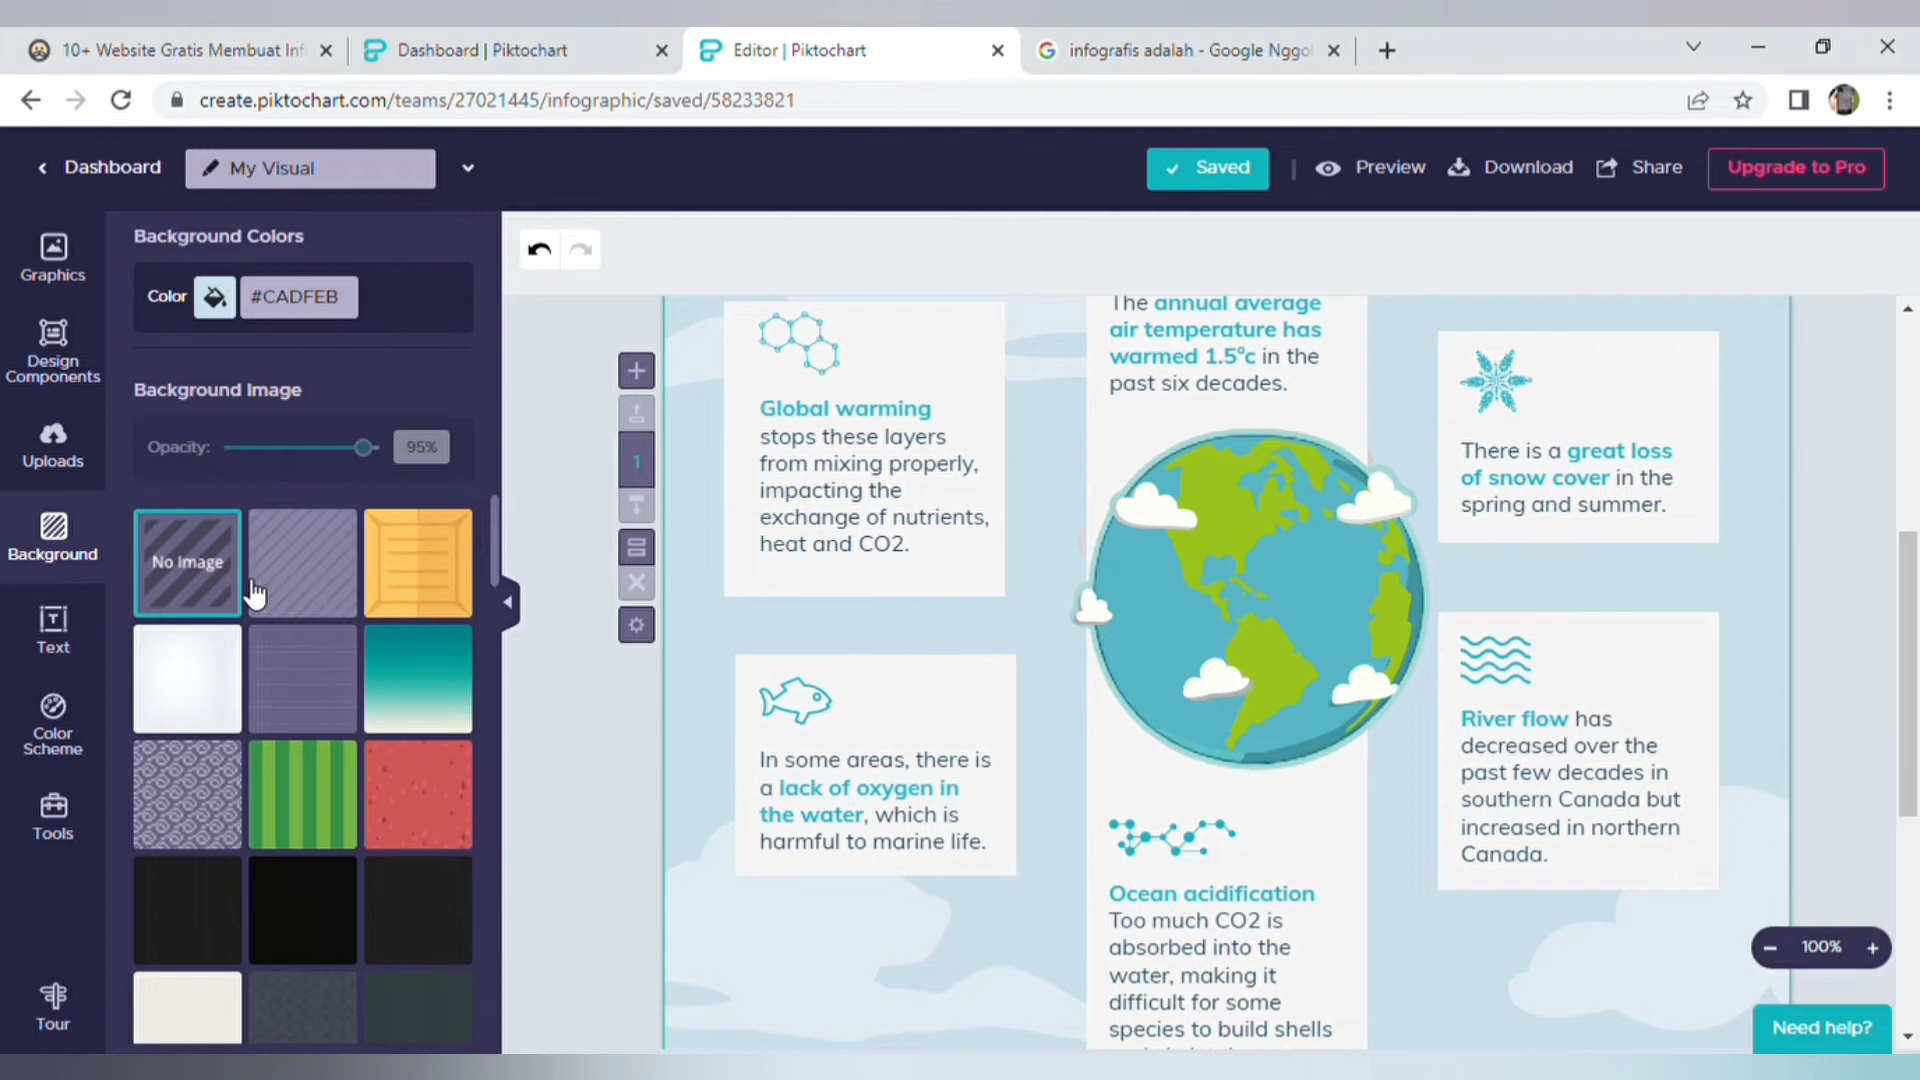 10+ Website Gratis Membuat Inf
Dashboard | Piktochart
Editor | Piktochart
infografis adalah - Google Nggol
create.piktochart.com/teams/27021445/infographic/saved/58233821
Dashboard
My Visual
Saved
Preview
Download
Share
Upgrade to Pro
Graphics
Design
Components
Uploads
Background
Text
Color
Scheme
Tools
Tour
Background Colors
Color
#CADFEB
Background Image
Opacity:
95%
No Image
1
Global warming
stops these layers
from mixing properly,
impacting the
exchange of nutrients,
heat and CO2.
In some areas, there is
a lack of oxygen in
the water, which is
harmful to marine life.
The annual average
air temperature has
warmed 1.5°c in the
past six decades.
Ocean acidification
Too much CO2 is
absorbed into the
water, making it
difficult for some
species to build shells
There is a great loss
of snow cover in the
spring and summer.
River flow has
decreased over the
past few decades in
southern Canada but
increased in northern
Canada.
100%
Need help?